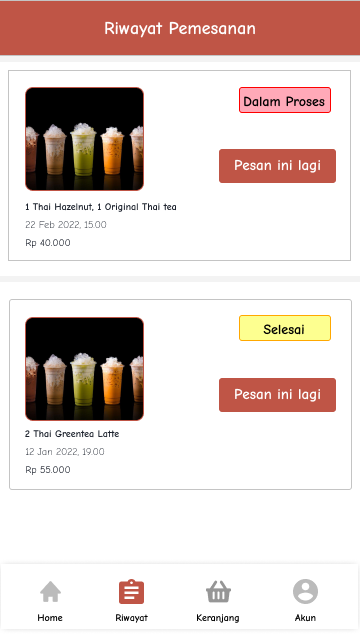 Riwayat Pemesanan
Dalam Proses
Pesan ini lagi
1 Thai Hazelnut, 1 Original Thai tea
22 Feb 2022, 15.00
Rp 40.000
Selesai
Pesan ini lagi
2 Thai Greentea Latte
12 Jan 2022, 19.00
Rp 55.000
Home Riwayat Keranjang Akun